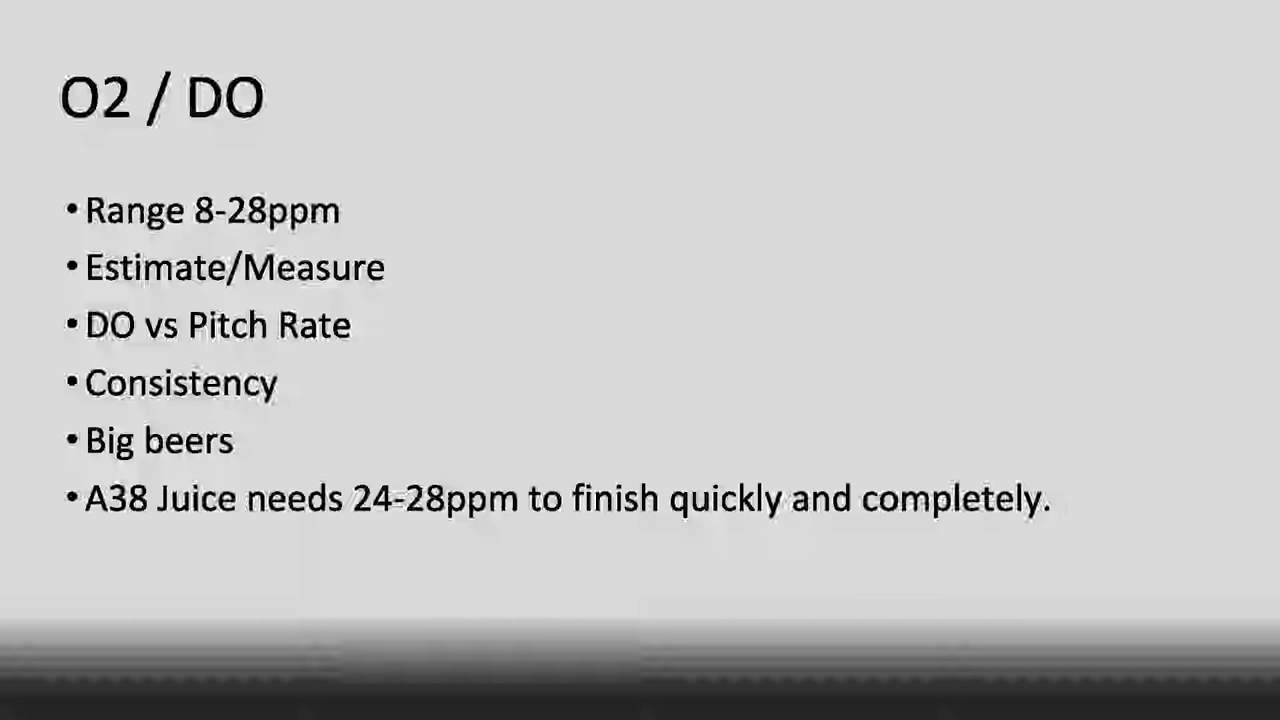 O2 / DO
• Range 8-28ppm
• Estimate/Measure
• DO vs Pitch Rate
• Consistency
• Big beers
• A38 Juice needs 24-28ppm to finish quickly and completely.